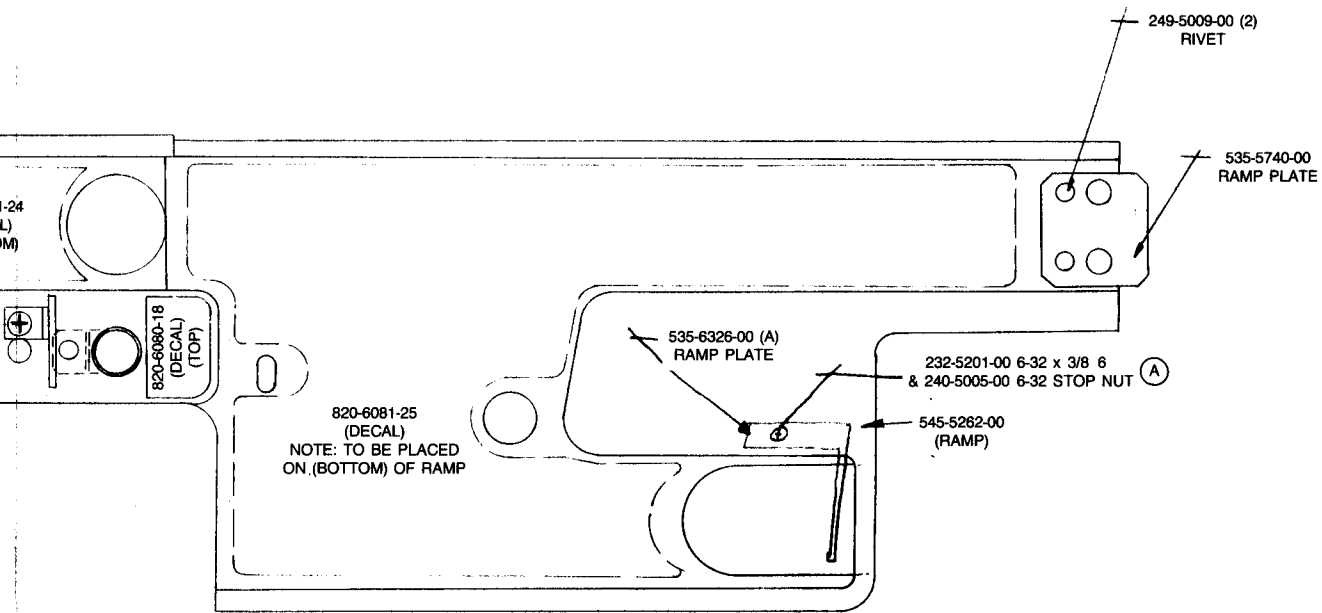 249-5009-00 (2)
RIVET
535-5740-00
RAMP PLATE
820-6080-18
(DECAL)
(TOP)
535-6326-00 (A)
RAMP PLATE
232-5201-00 6-32 x 3/8 6
& 240-5005-00 6-32 STOP NUT
A
545-5262-00
(RAMP)
820-6081-25
(DECAL)
NOTE: TO BE PLACED
ON (BOTTOM) OF RAMP